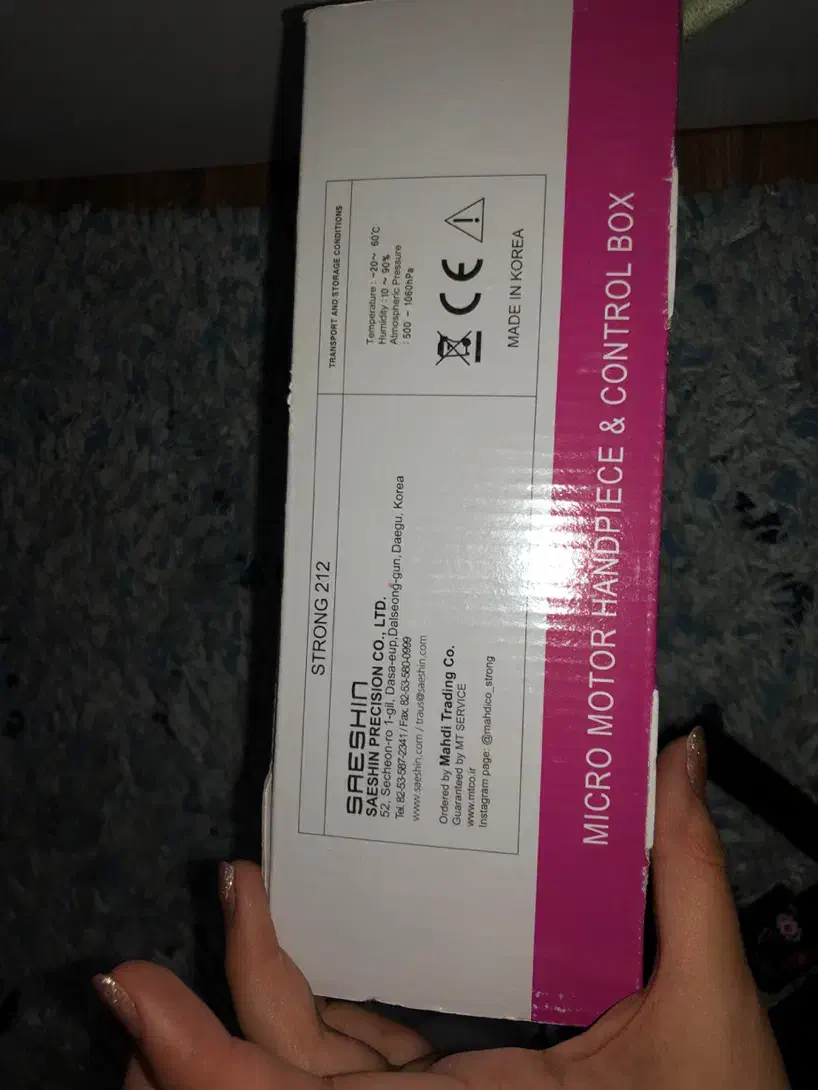 STRONG 212
SAESHIN
SAESHIN PRECISION CO., LTD.
52, Secheon-ro 1-gil, Dasa-eup,Dalseong-gun, Daegu, Korea
Tel. 82-53-587-2341 / Fax. 82-53-580-0999
www.saeshin.com / traus@saeshin.com
Ordered by Mahdi Trading Co.
Guaranteed by MT SERVICE
www.mtco.ir
Instagram page: @mahdico_strong
TRANSPORT AND STORAGE CONDITIONS
Temperature : -20~ 60℃
Humidity : 10 ~ 90%
Atmospheric Pressure
: 500 ~ 1060hPa
CE
MADE IN KOREA
MICRO MOTOR HANDPIECE & CONTROL BOX